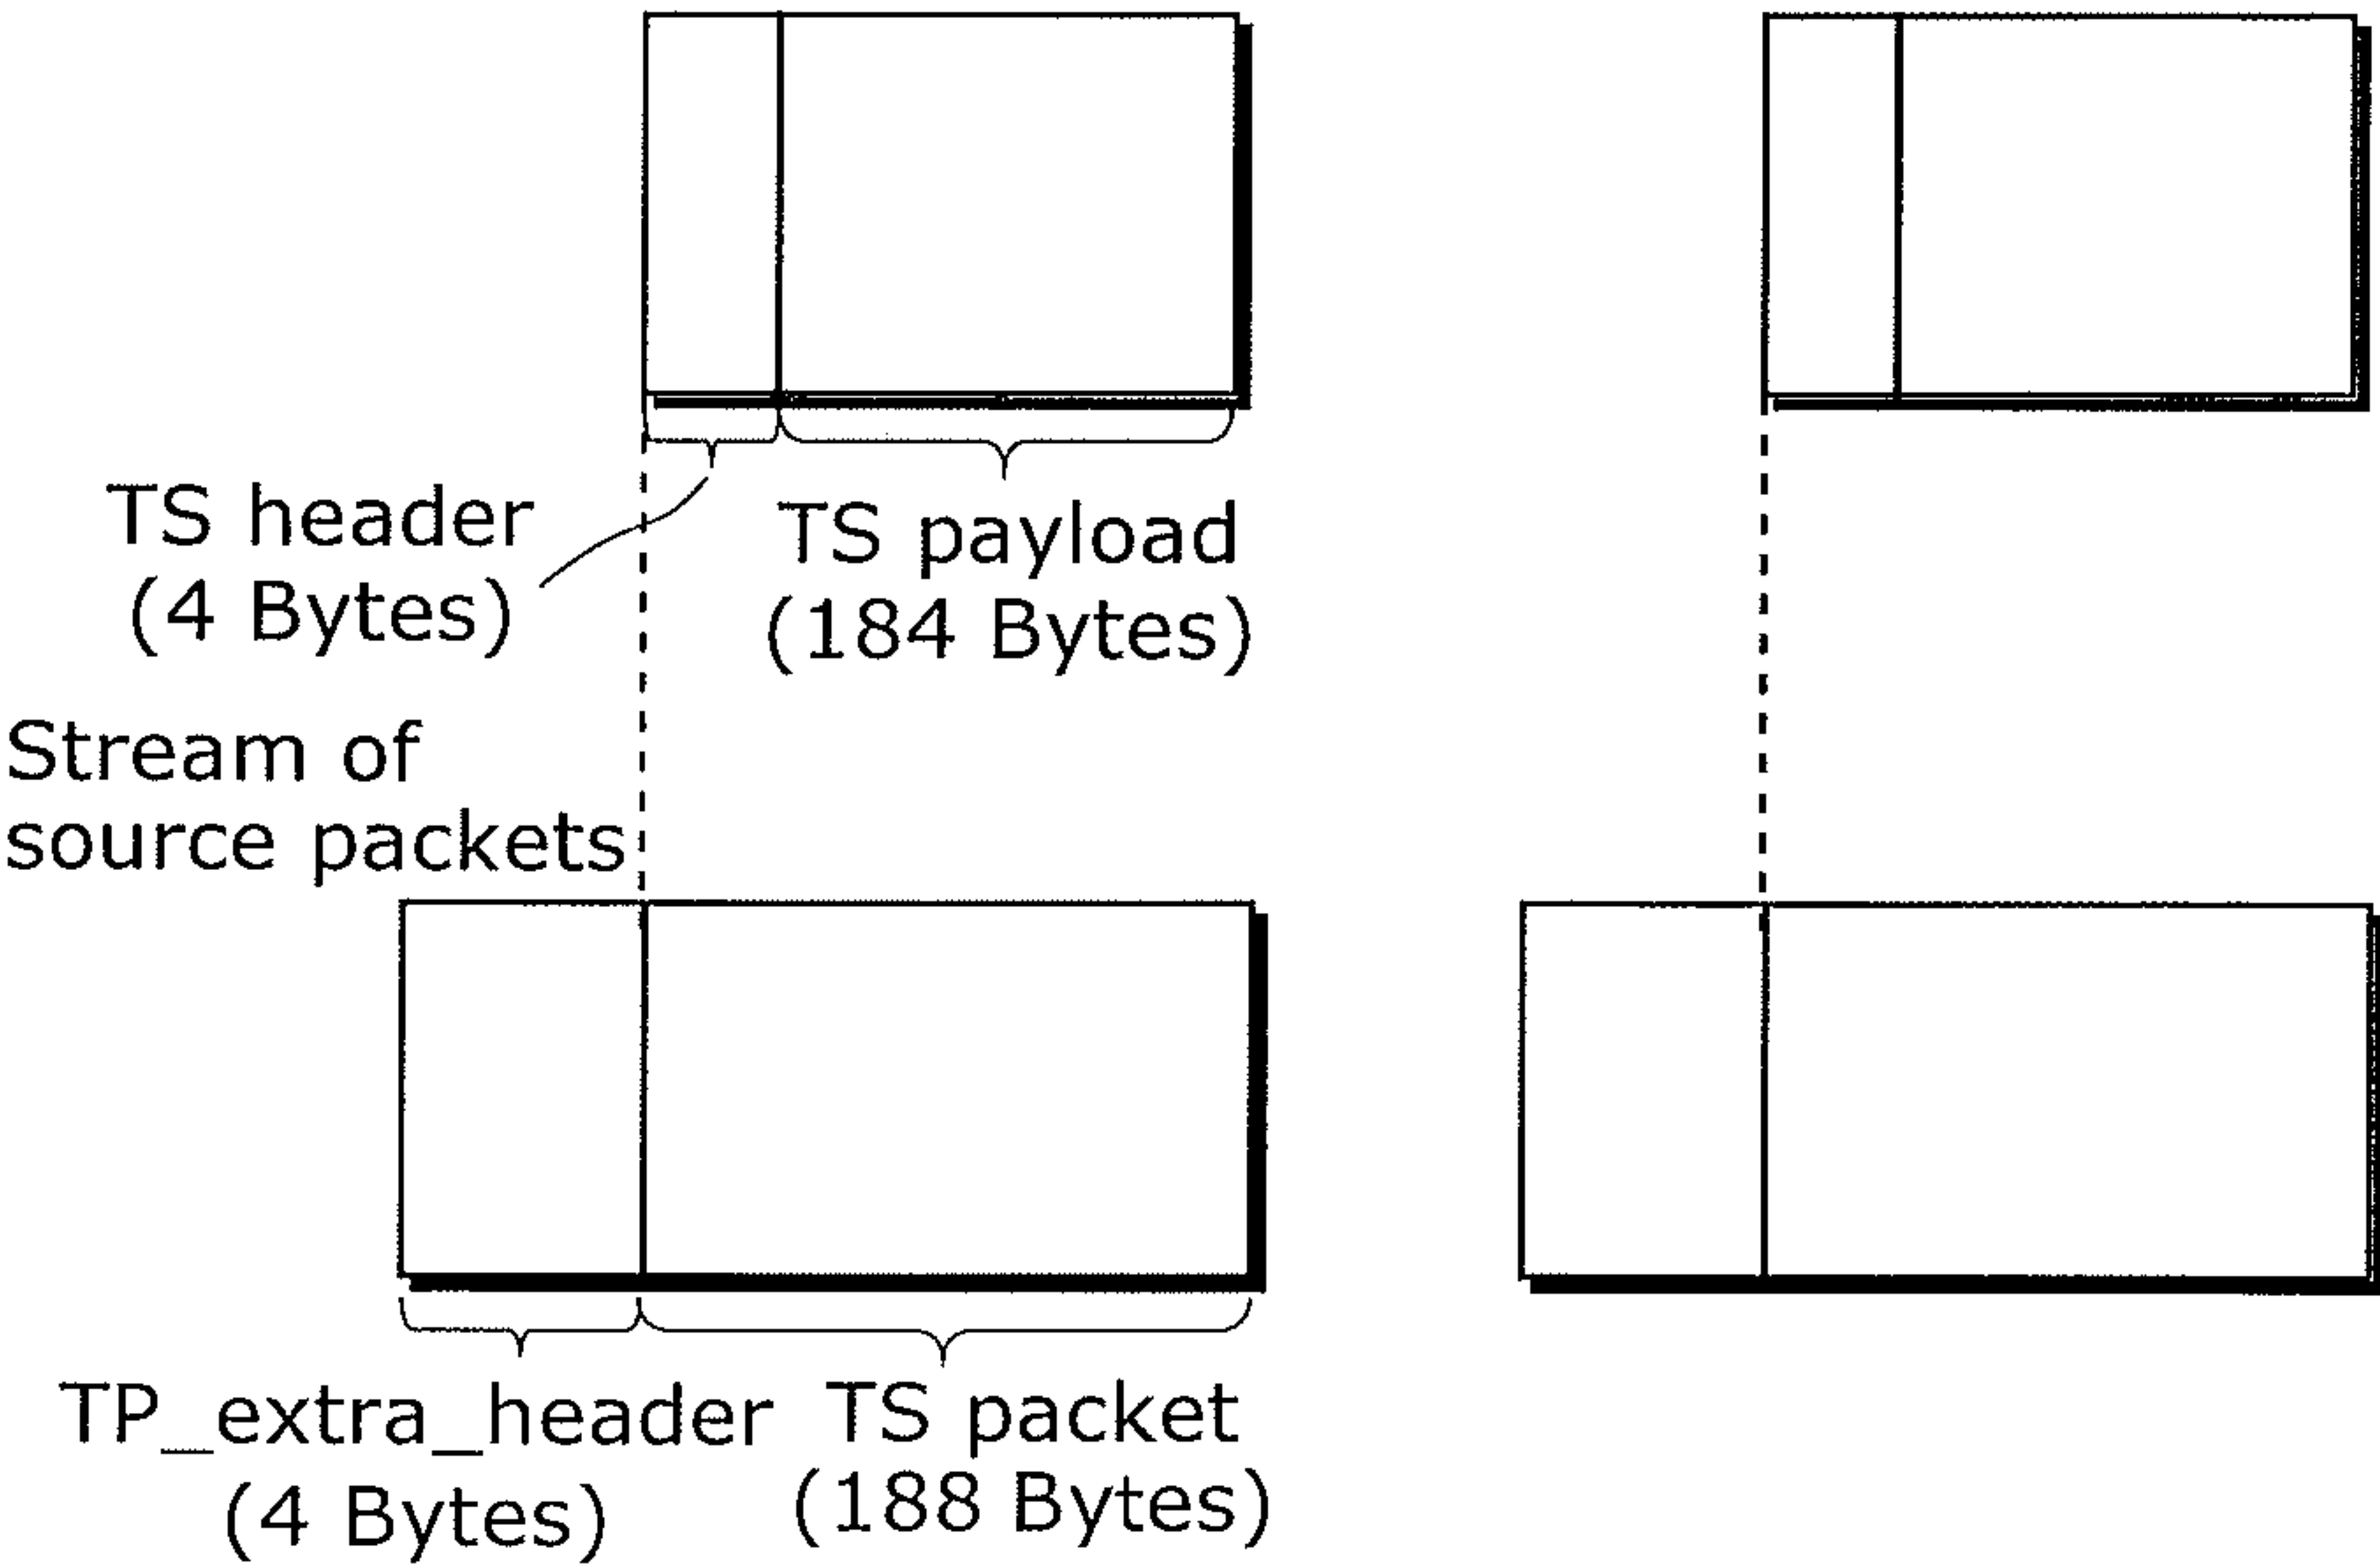 TS header
(4 Bytes)
TS payload
(184 Bytes)
Stream of
source packets
TP_extra_header
(4 Bytes)
TS packet
(188 Bytes)